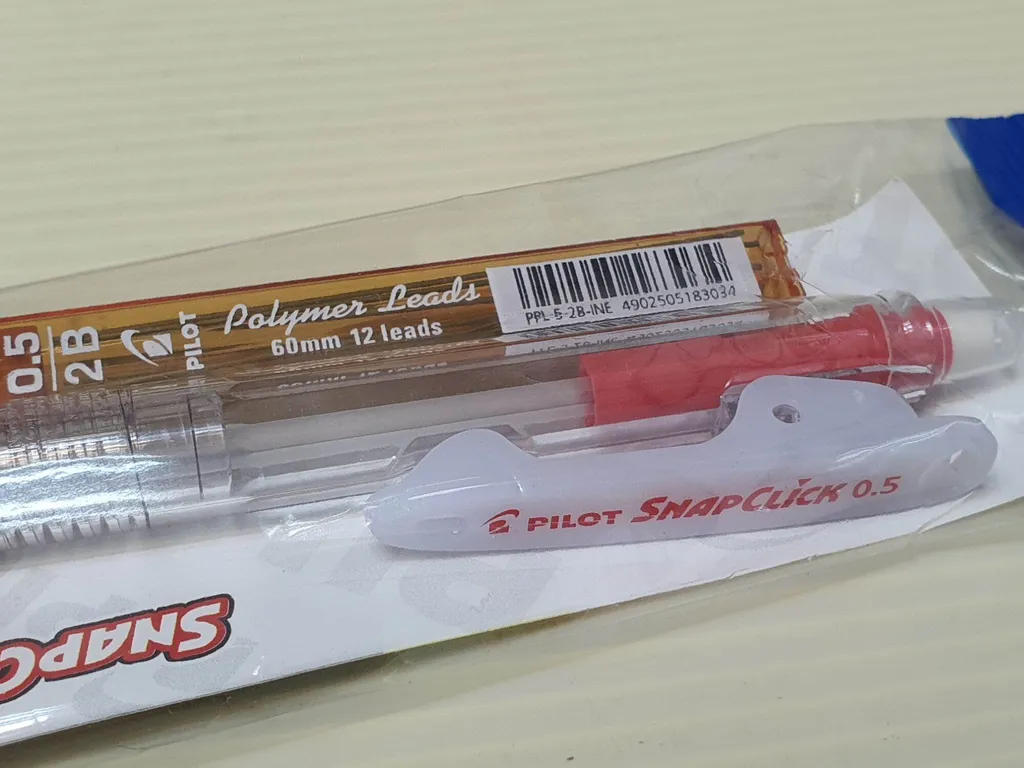 0.5
2B
PILOT
Polymer Leads
60mm 12 leads
PPL-5-2B-INE 4902505183034
PILOT SNAPCLICK 0.5
SNAPC